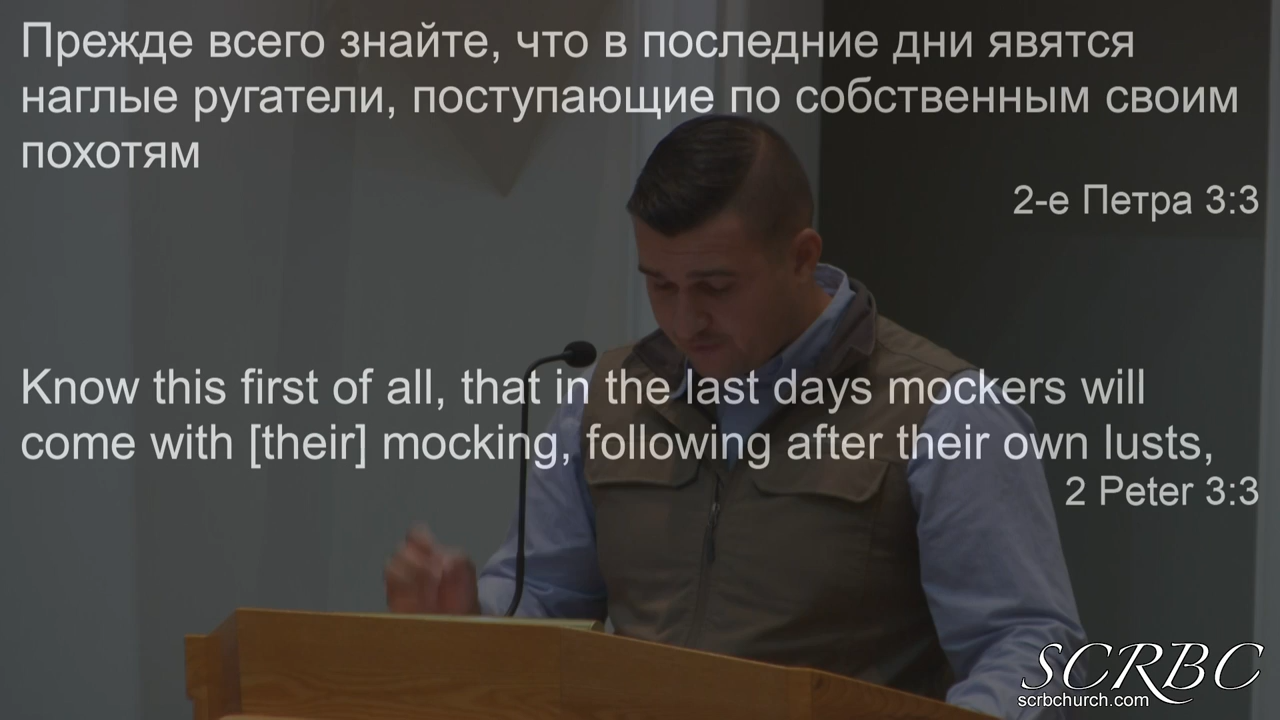 Прежде всего знайте, что в последние дни явятся
наглые ругатели, поступающие по собственным своим
похотям
2-е Петра 3:3
Know this first of all, that in the last days mockers will
come with [their] mocking, following after their own lusts,
2 Peter 3:3
SCRBC
scrbchurch.com